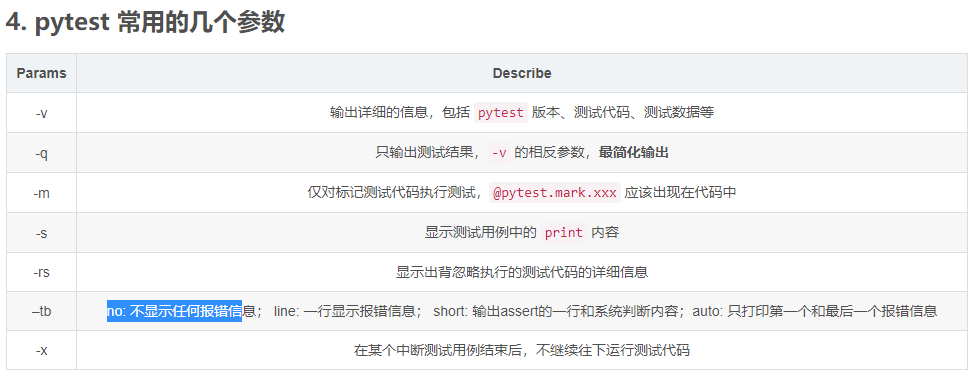 4. pytest 常用的几个参数
Params Describe
-v 输出详细的信息，包括 pytest 版本、测试代码、测试数据等
-q 只输出测试结果， -v 的相反参数，最简化输出
-m 仅对标记测试代码执行测试， @pytest.mark.xxx 应该出现在代码中
-s 显示测试用例中的 print 内容
-rs 显示出背忽略执行的测试代码的详细信息
–tb no: 不显示任何报错信息； line: 一行显示报错信息； short: 输出assert的一行和系统判断内容；auto: 只打印第一个和最后一个报错信息
-x 在某个中断测试用例结束后，不继续往下运行测试代码